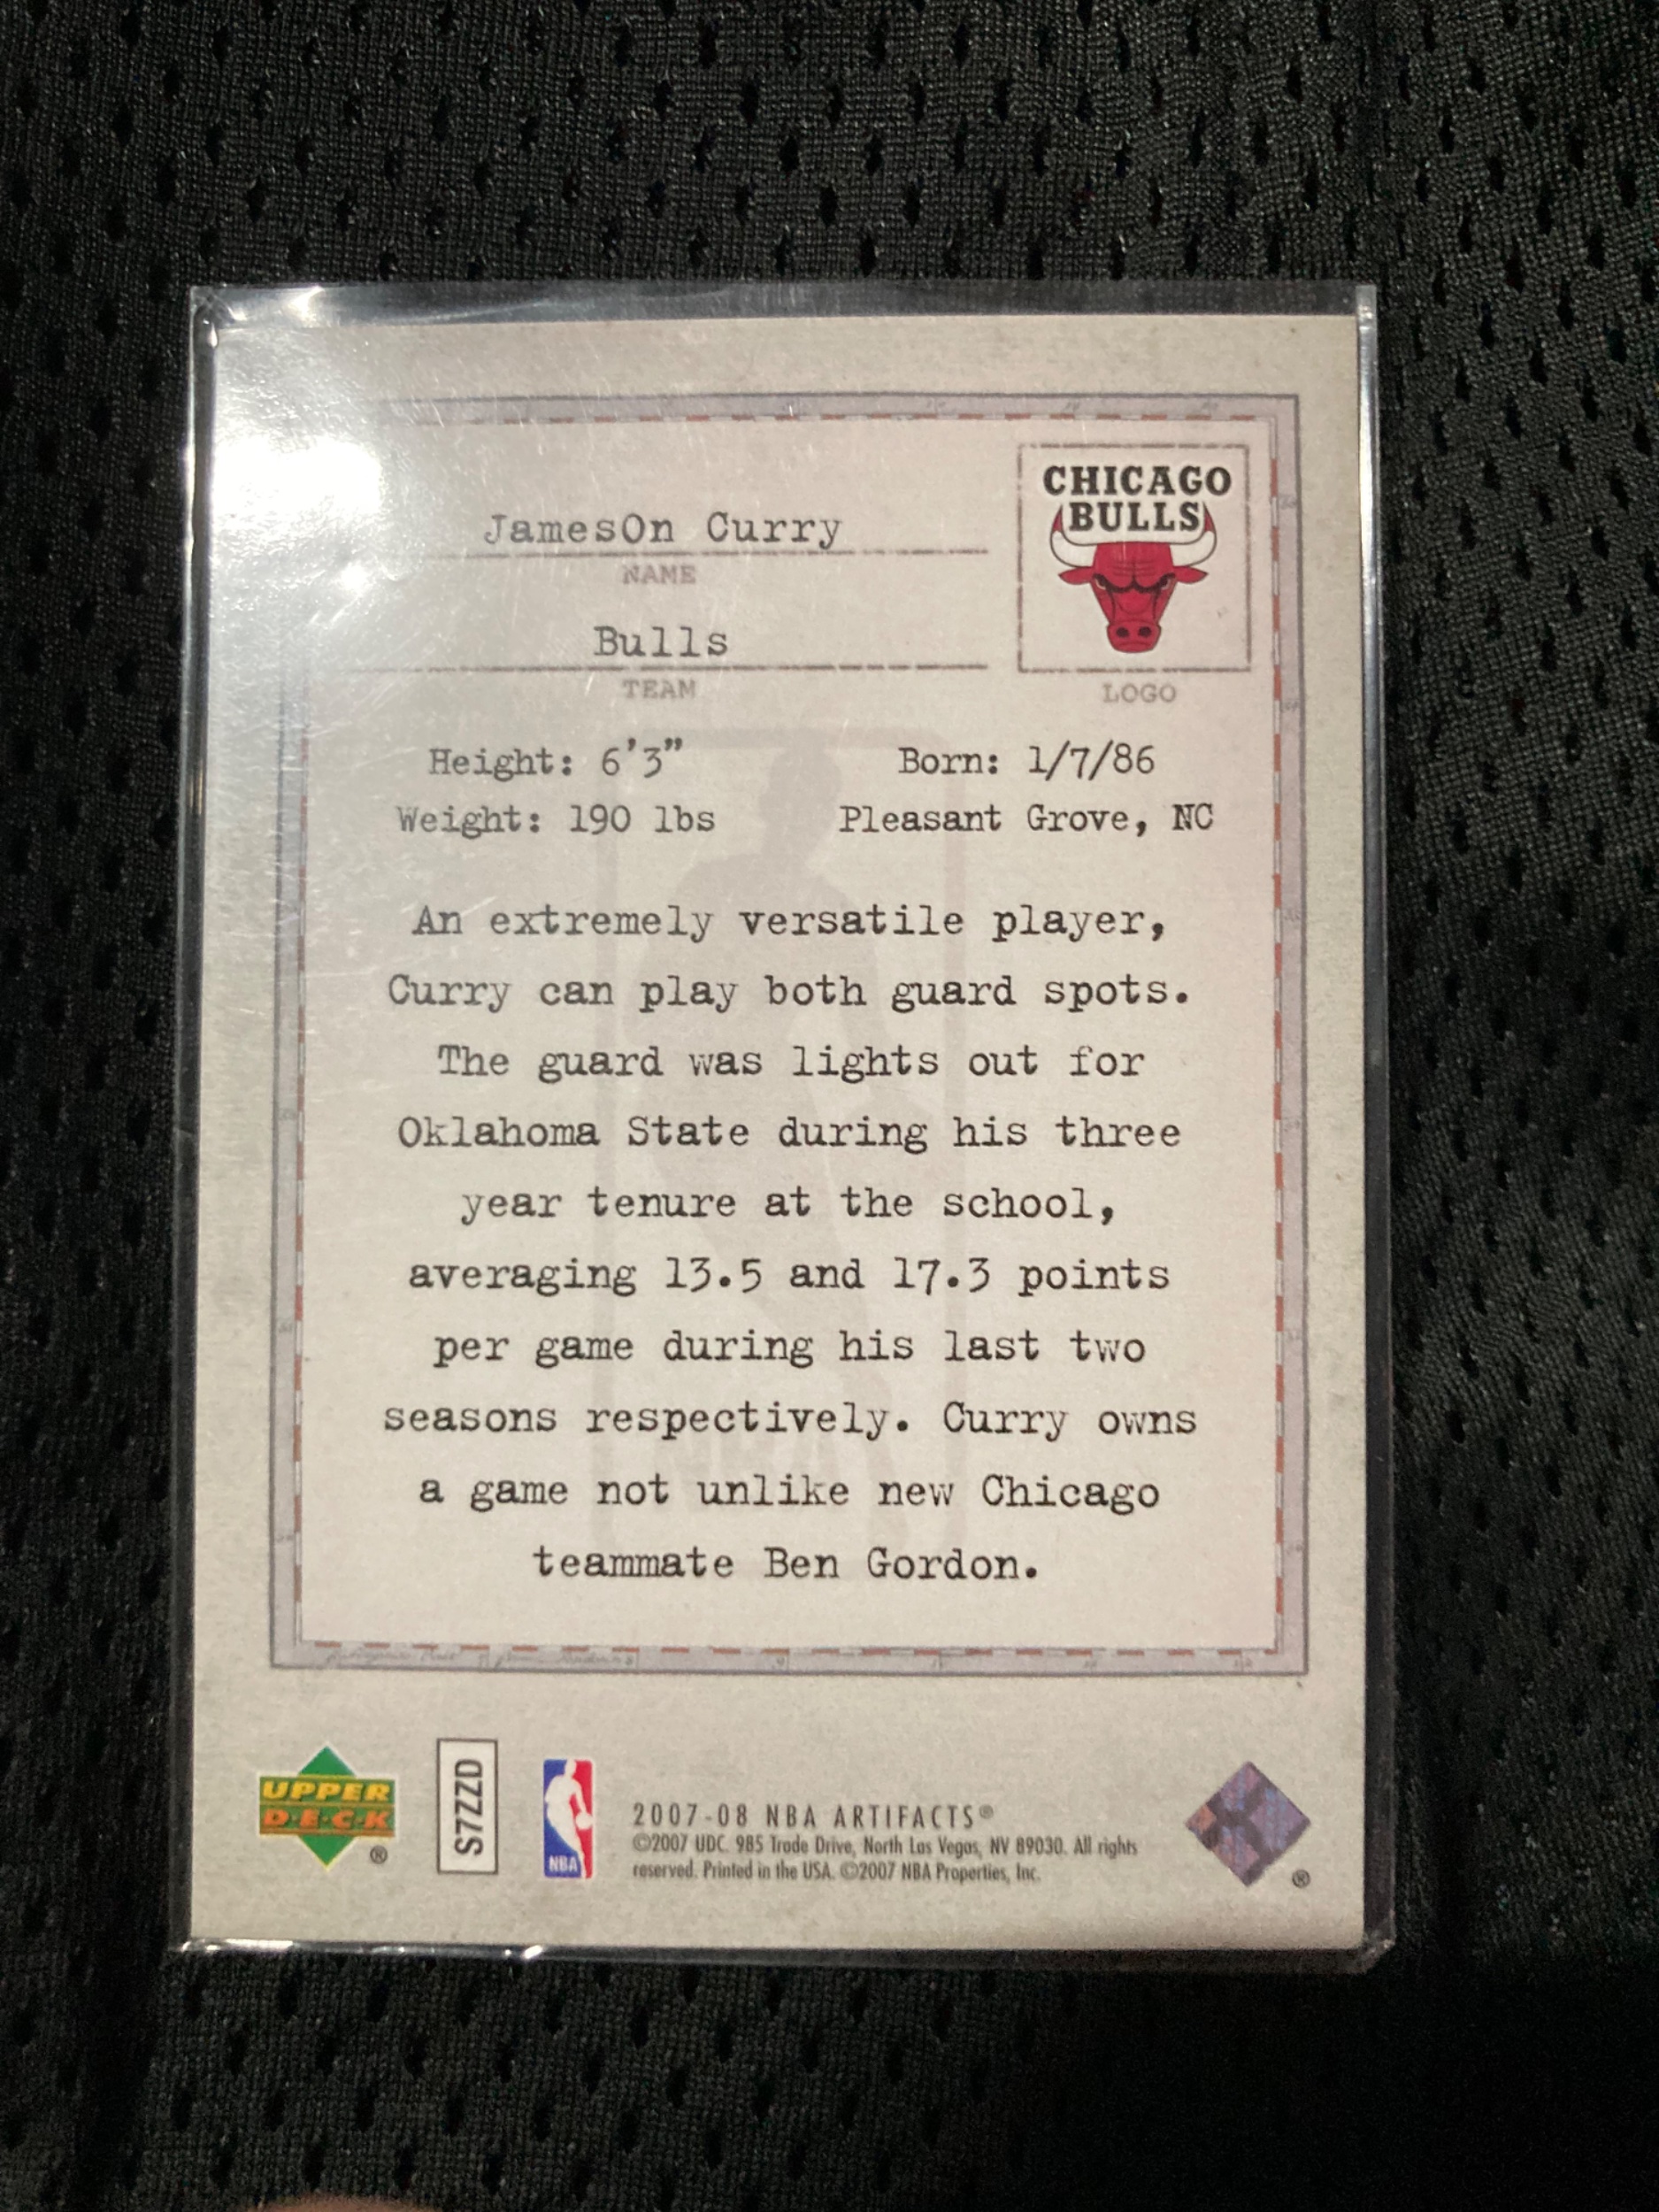 CHICAGO
BULLS
JamesOn Curry
NAME
Bulls
TEAM
LOGO
Height: 6’3”
Born: 1/7/86
Weight: 190 lbs
Pleasant Grove, NC
An extremely versatile player,
Curry can play both guard spots.
The guard was lights out for
Oklahoma State during his three
year tenure at the school,
averaging 13.5 and 17.3 points
per game during his last two
seasons respectively. Curry owns
a game not unlike new Chicago
teammate Ben Gordon.
UPPER
D·E·C·K
®
S7ZZD
NBA
2007-08 NBA ARTIFACTS®
©2007 UDC. 985 Trade Drive, North Las Vegas, NV 89030. All rights
reserved. Printed in the USA. ©2007 NBA Properties, Inc.
®